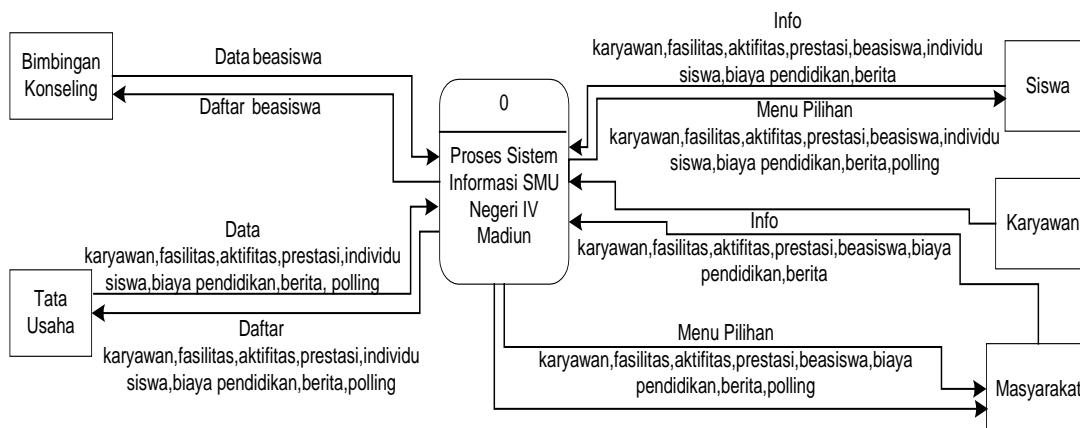 Bimbingan
Konseling
Data beasiswa
Daftar beasiswa
Data
karyawan,fasilitas,aktifitas,prestasi,individu
siswa,biaya pendidikan,berita, polling
Tata
Usaha
Daftar
karyawan,fasilitas,aktifitas,prestasi,individu
siswa,biaya pendidikan,berita,polling
0
Proses Sistem
Informasi SMU
Negeri IV
Madiun
Info
karyawan,fasilitas,aktifitas,prestasi,beasiswa,individu
siswa,biaya pendidikan,berita
Menu Pilihan
karyawan,fasilitas,aktifitas,prestasi,beasiswa,individu
siswa,biaya pendidikan,berita,polling
Siswa
Karyawan
Info
karyawan,fasilitas,aktifitas,prestasi,beasiswa,biaya
pendidikan,berita
Menu Pilihan
karyawan,fasilitas,aktifitas,prestasi,beasiswa,biaya
pendidikan,berita,polling
Masyarakat